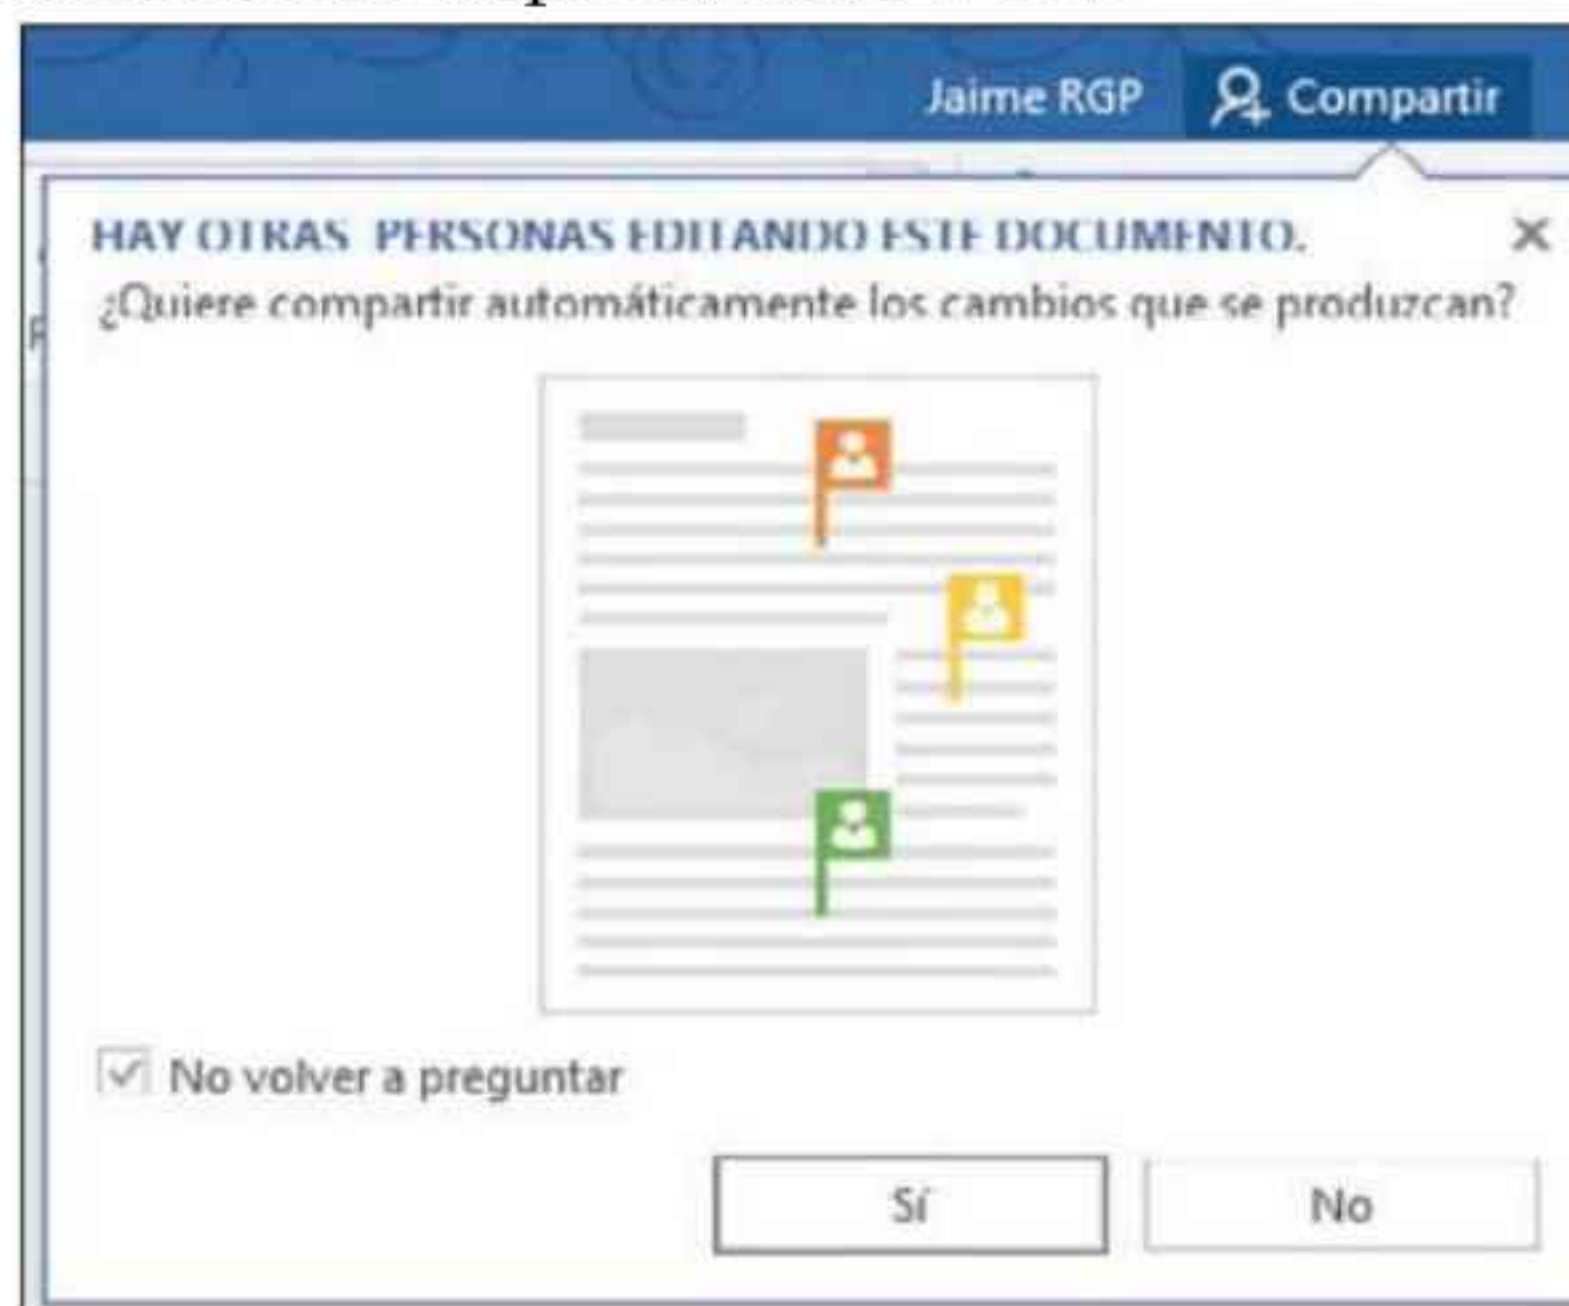 Jaime RGP
Compartir
HAY OTRAS PERSONAS EDITANDO ESTE DOCUMENTO.
¿Quiere compartir automáticamente los cambios que se produzcan?
No volver a preguntar
Sí
No